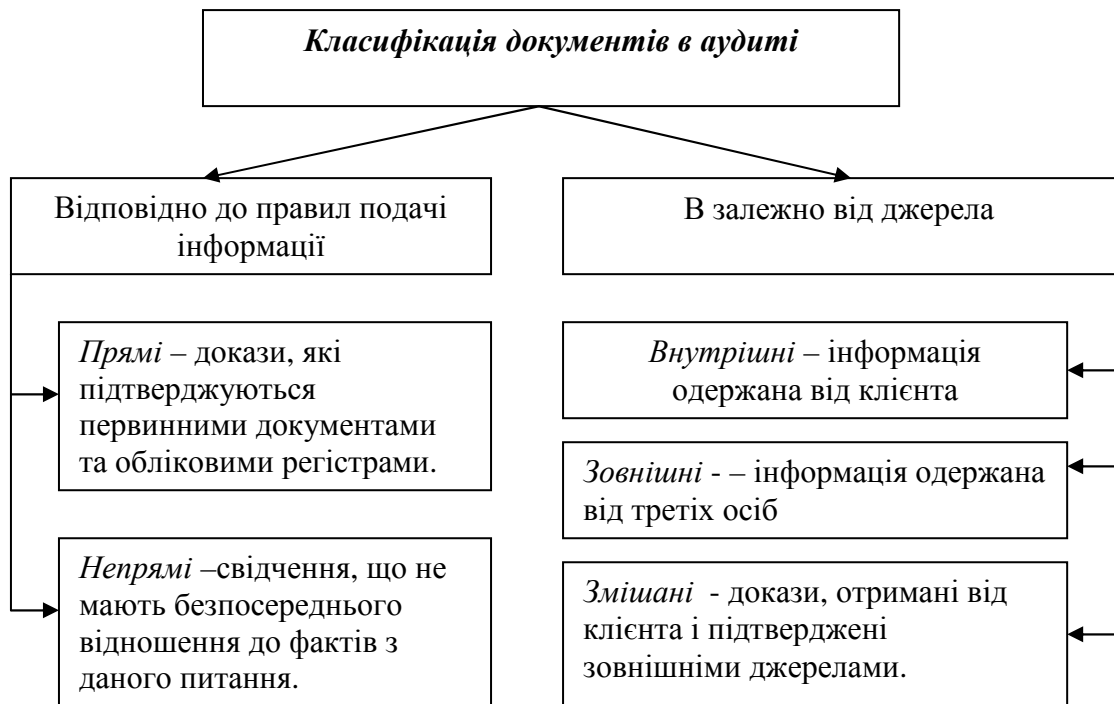 Класифікація документів в аудиті
Відповідно до правил подачі
інформації
В залежно від джерела
Прямі – докази, які
підтверджуються
первинними документами
та обліковими регістрами.
Непрямі –свідчення, що не
мають безпосереднього
відношення до фактів з
даного питання.
Внутрішні – інформація
одержана від клієнта
Зовнішні - – інформація одержана
від третіх осіб
Змішані - докази, отримані від
клієнта і підтверджені
зовнішніми джерелами.